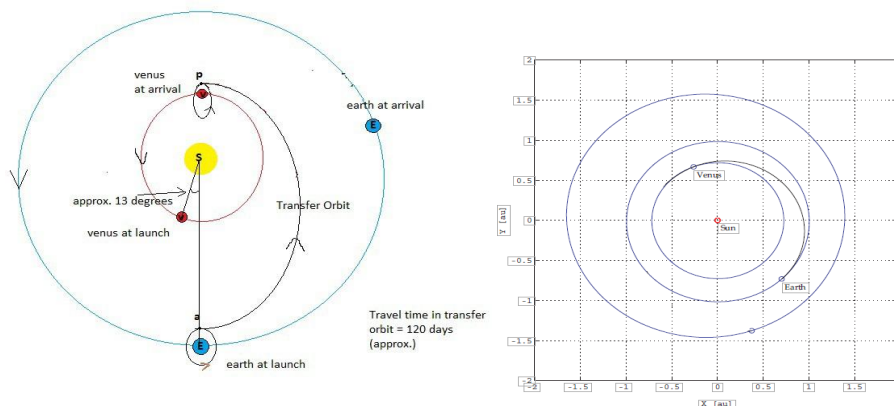 p
venus
at arrival
V
earth at arrival
E
S
approx. 13 degrees
V
venus at launch
Transfer Orbit
a
E
earth at launch
Travel time in transfer
orbit = 120 days
(approx.)
2
1.5
1
0.5
0
-0.5
-1
-1.5
-2
y [au]
Venus
Sun
Earth
-2
-1.5
-1
-0.5
0
0.5
1
1.5
2
X [au]